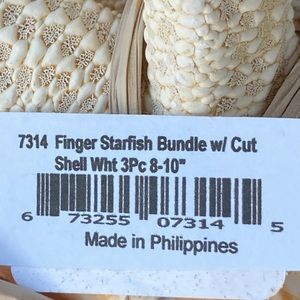 7314 Finger Starfish Bundle w/ Cut
Shell Wht 3Pc 8-10"
6 73255 07314 5
Made in Philippines